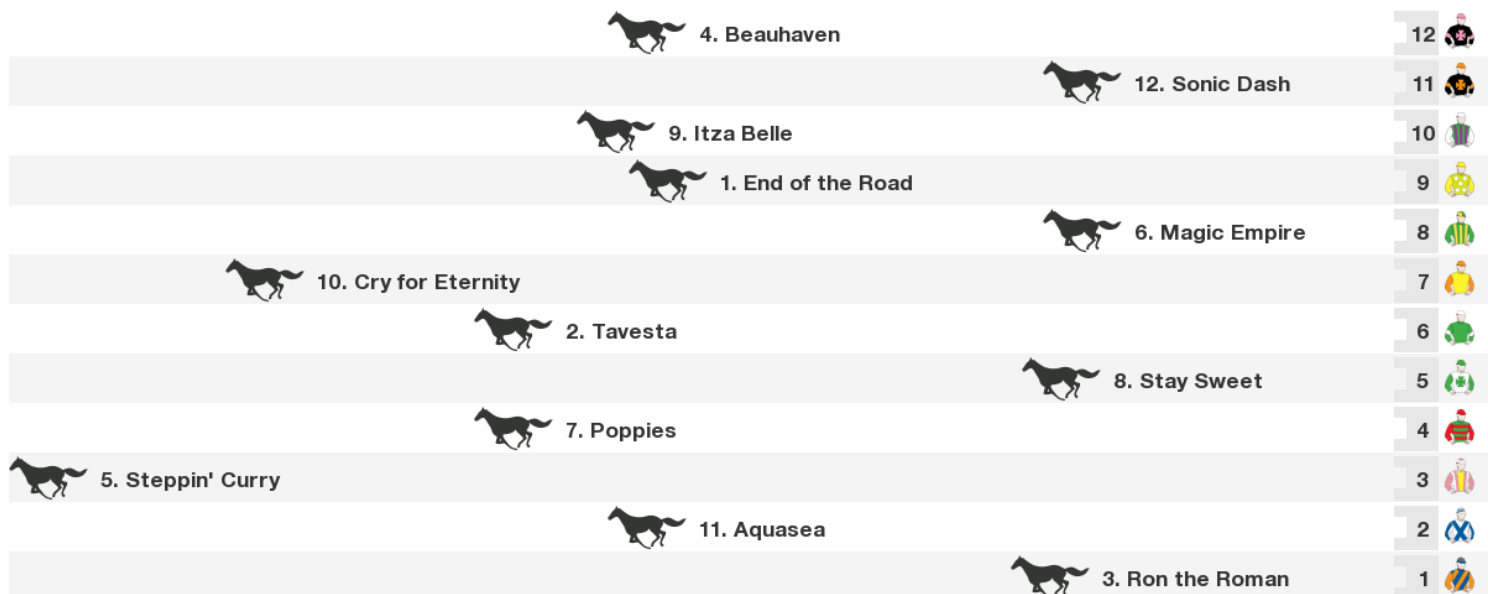 4. Beauhaven 12
12. Sonic Dash 11
9. Itza Belle 10
1. End of the Road 9
6. Magic Empire 8
10. Cry for Eternity 7
2. Tavesta 6
8. Stay Sweet 5
7. Poppies 4
5. Steppin' Curry 3
11. Aquasea 2
3. Ron the Roman 1